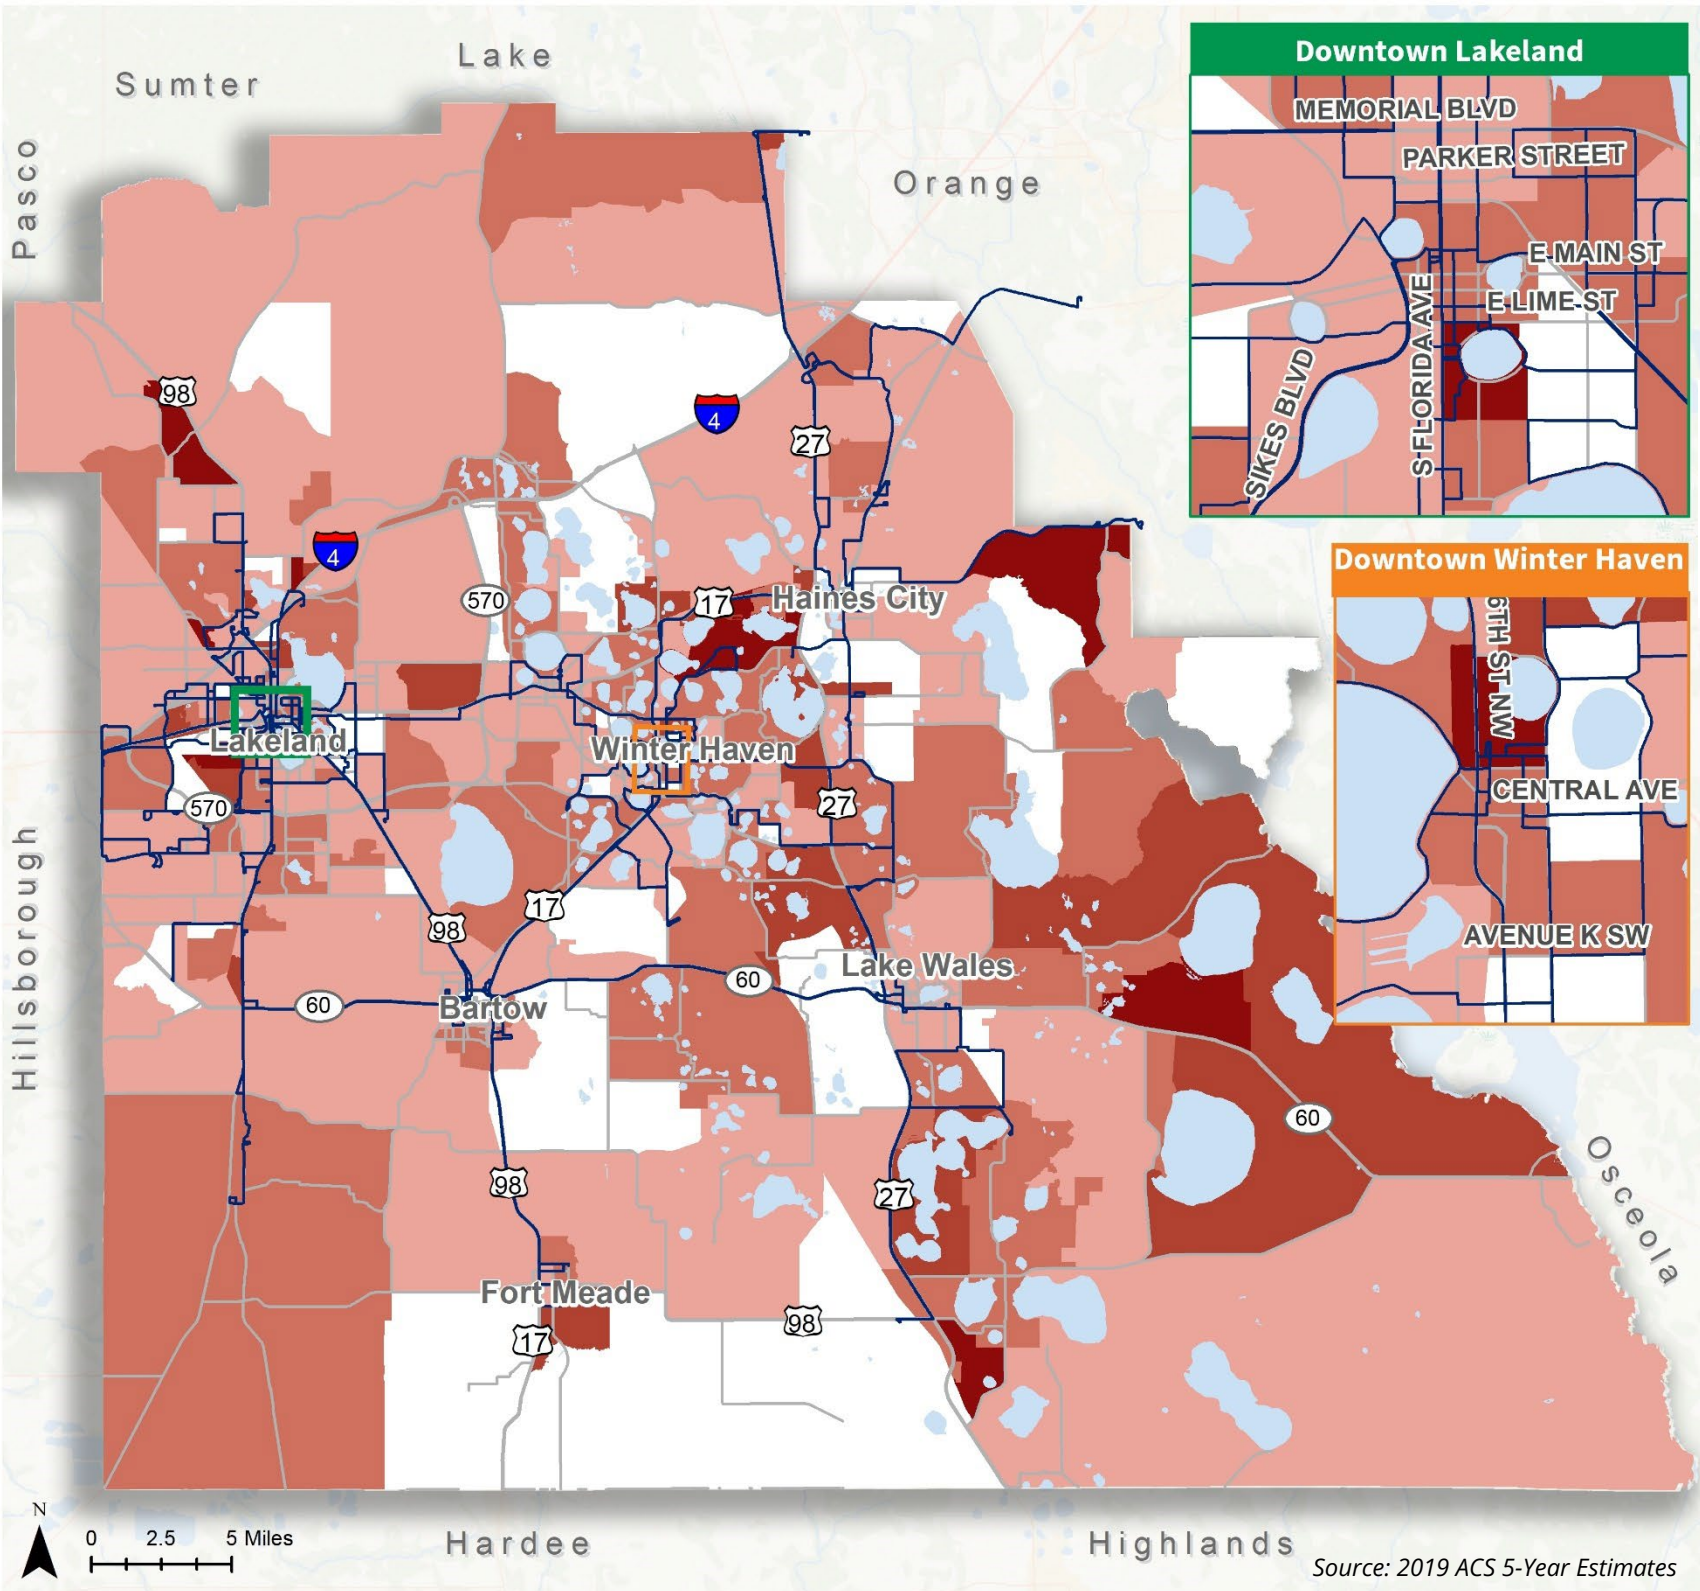 Lake
Sumter
Pasco
Orange
Downtown Lakeland
MEMORIAL BLVD
PARKER STREET
E MAIN ST
E LIME ST
S FLORIDA AVE
SIKES BLVD
98
4
27
4
Downtown Winter Haven
6TH ST NW
CENTRAL AVE
AVENUE K SW
570
17
Haines City
Lakeland
Winter Haven
570
27
Hillsborough
17
98
Lake Wales
60
60
Bartow
60
Osceola
98
27
Fort Meade
98
17
N
0 2.5 5 Miles
Hardee
Highlands
Source: 2019 ACS 5-Year Estimates